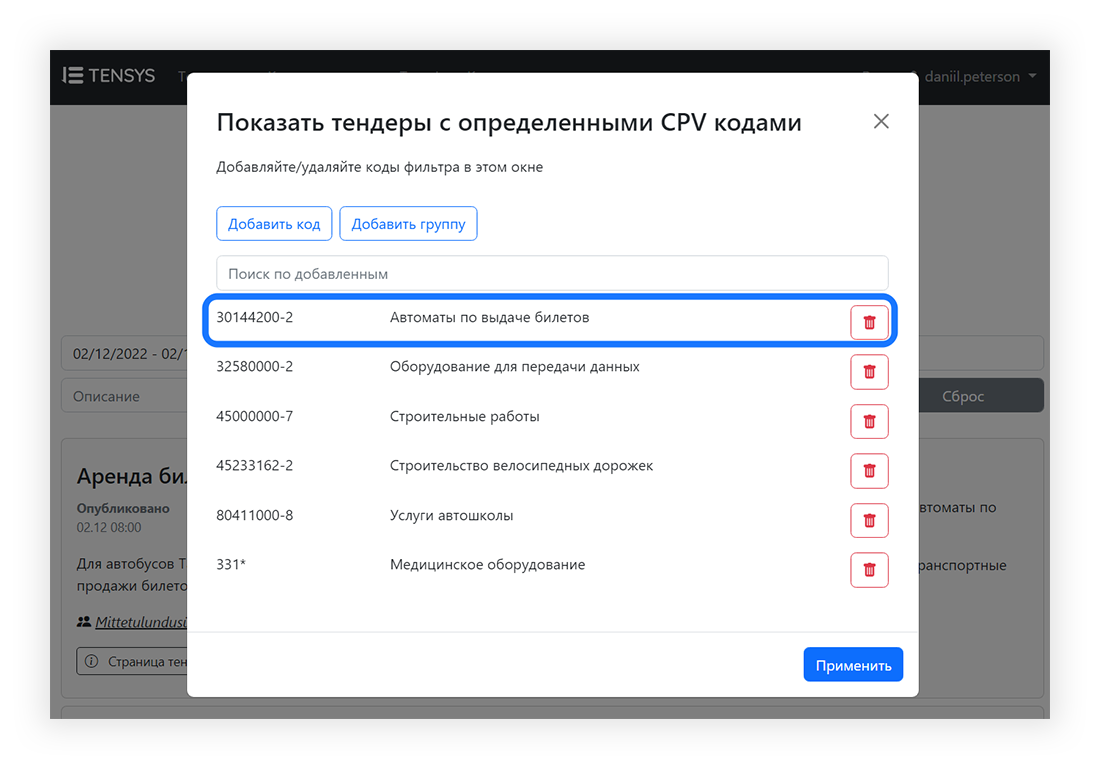 TENSYS
daniil.peterson
Показать тендеры с определенными CPV кодами
Добавляйте/удаляйте коды фильтра в этом окне
Добавить код Добавить группу
Поиск по добавленным
30144200-2 Автоматы по выдаче билетов
02/12/2022 - 02/1
32580000-2 Оборудование для передачи данных
Описание
Сброс
45000000-7 Строительные работы
45233162-2 Строительство велосипедных дорожек
Аренда бил
Опубликовано
02.12 08:00
80411000-8 Услуги автошколы
втоматы по
331* Медицинское оборудование
Для автобусов Т
продажи билето
ранспортные
Mittetulundusü
Страница тен
Применить